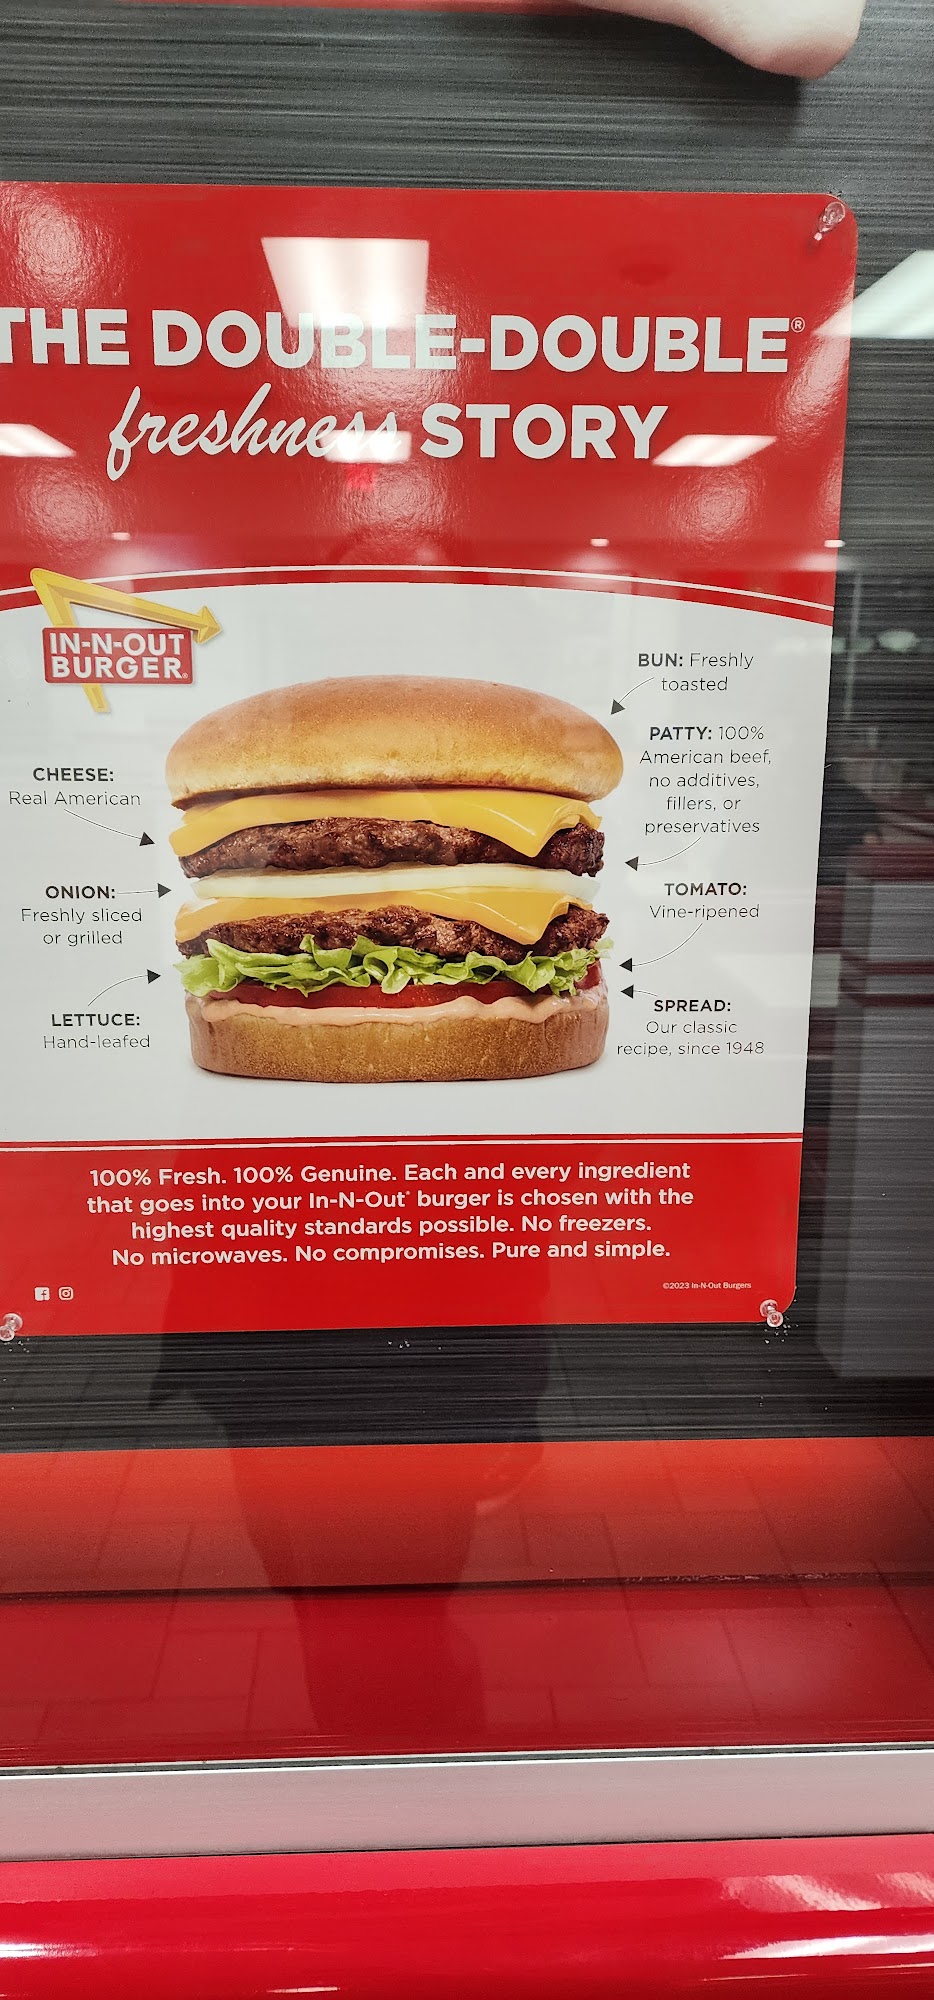 THE DOUBLE-DOUBLE®
freshness STORY
IN-N-OUT
BURGER®
BUN: Freshly
toasted
PATTY: 100%
American beef,
no additives,
fillers, or
preservatives
CHEESE:
Real American
ONION:
Freshly sliced
or grilled
TOMATO:
Vine-ripened
LETTUCE:
Hand-leafed
SPREAD:
Our classic
recipe, since 1948
100% Fresh. 100% Genuine. Each and every ingredient
that goes into your In-N-Out® burger is chosen with the
highest quality standards possible. No freezers.
No microwaves. No compromises. Pure and simple.
©2023 In-N-Out Burgers